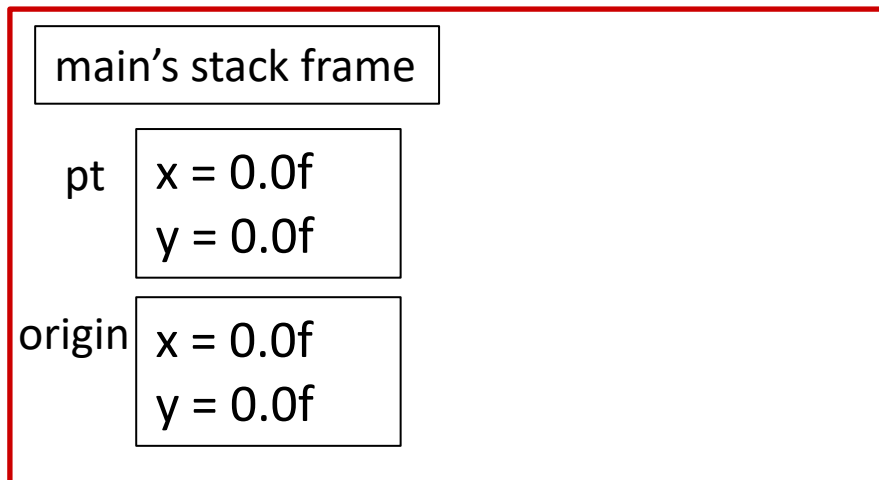 main’s stack frame
pt
x = 0.0f
y = 0.0f
origin
x = 0.0f
y = 0.0f